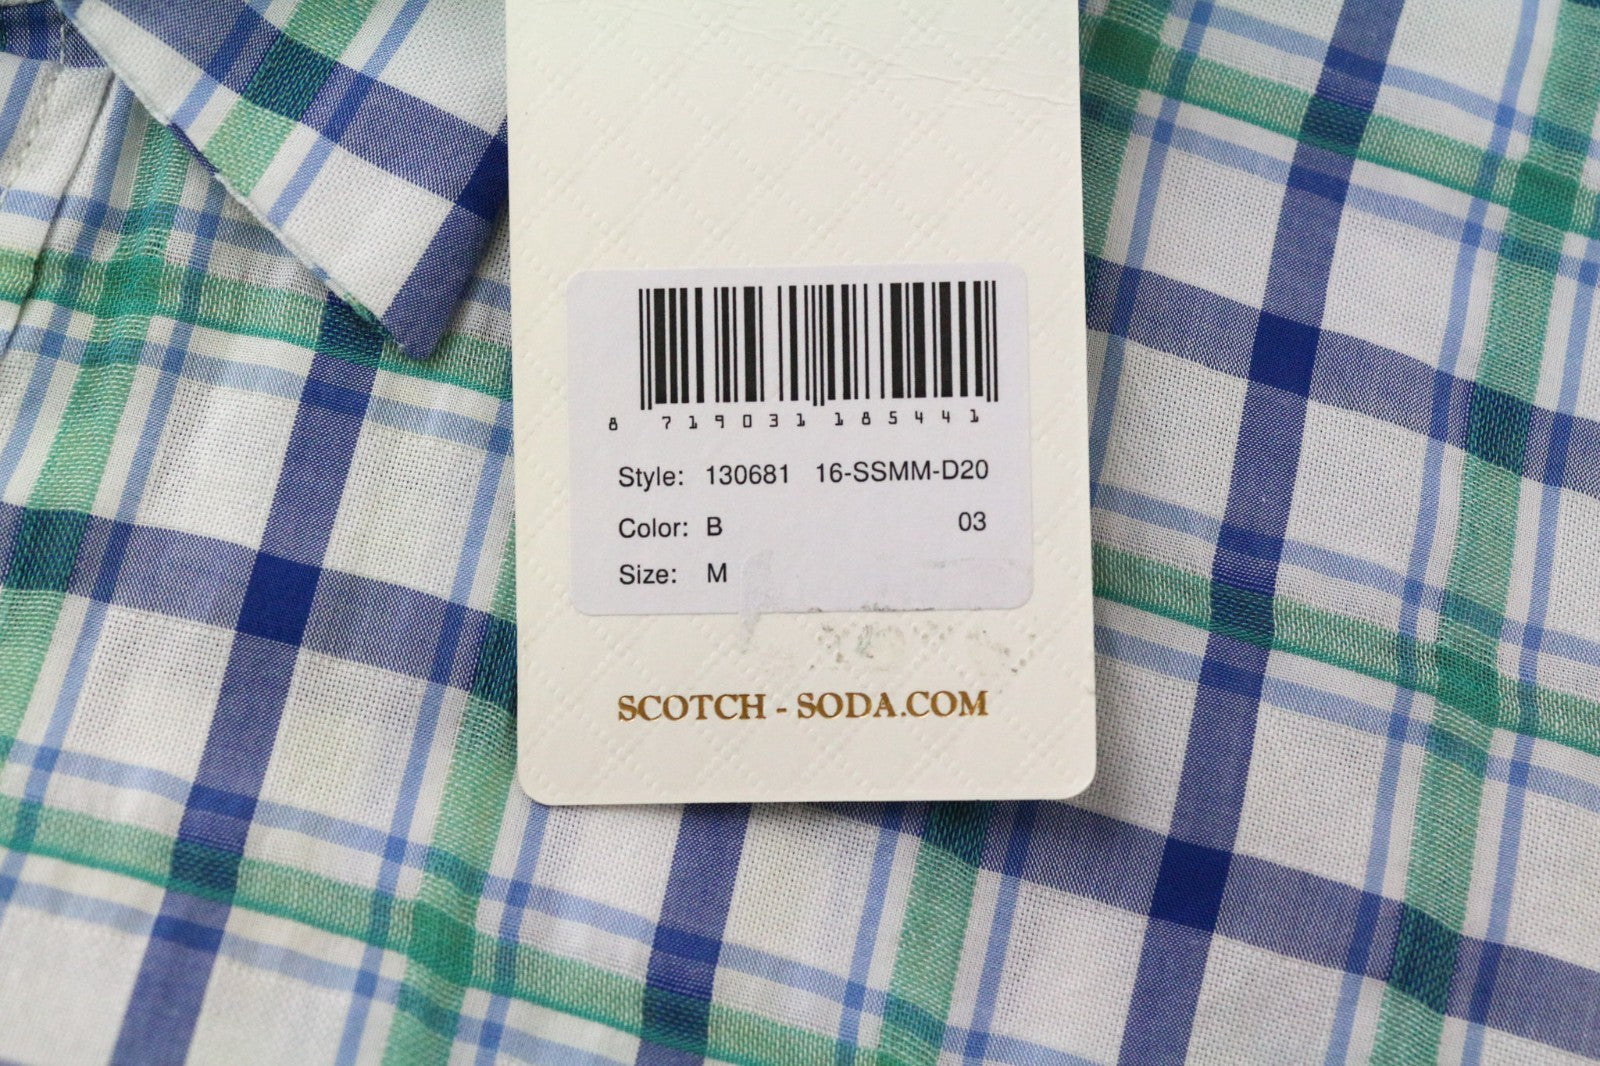 8 719031 185441
Style: 130681 16-SSMM-D20
Color: B 03
Size: M
SCOTCH - SODA.COM